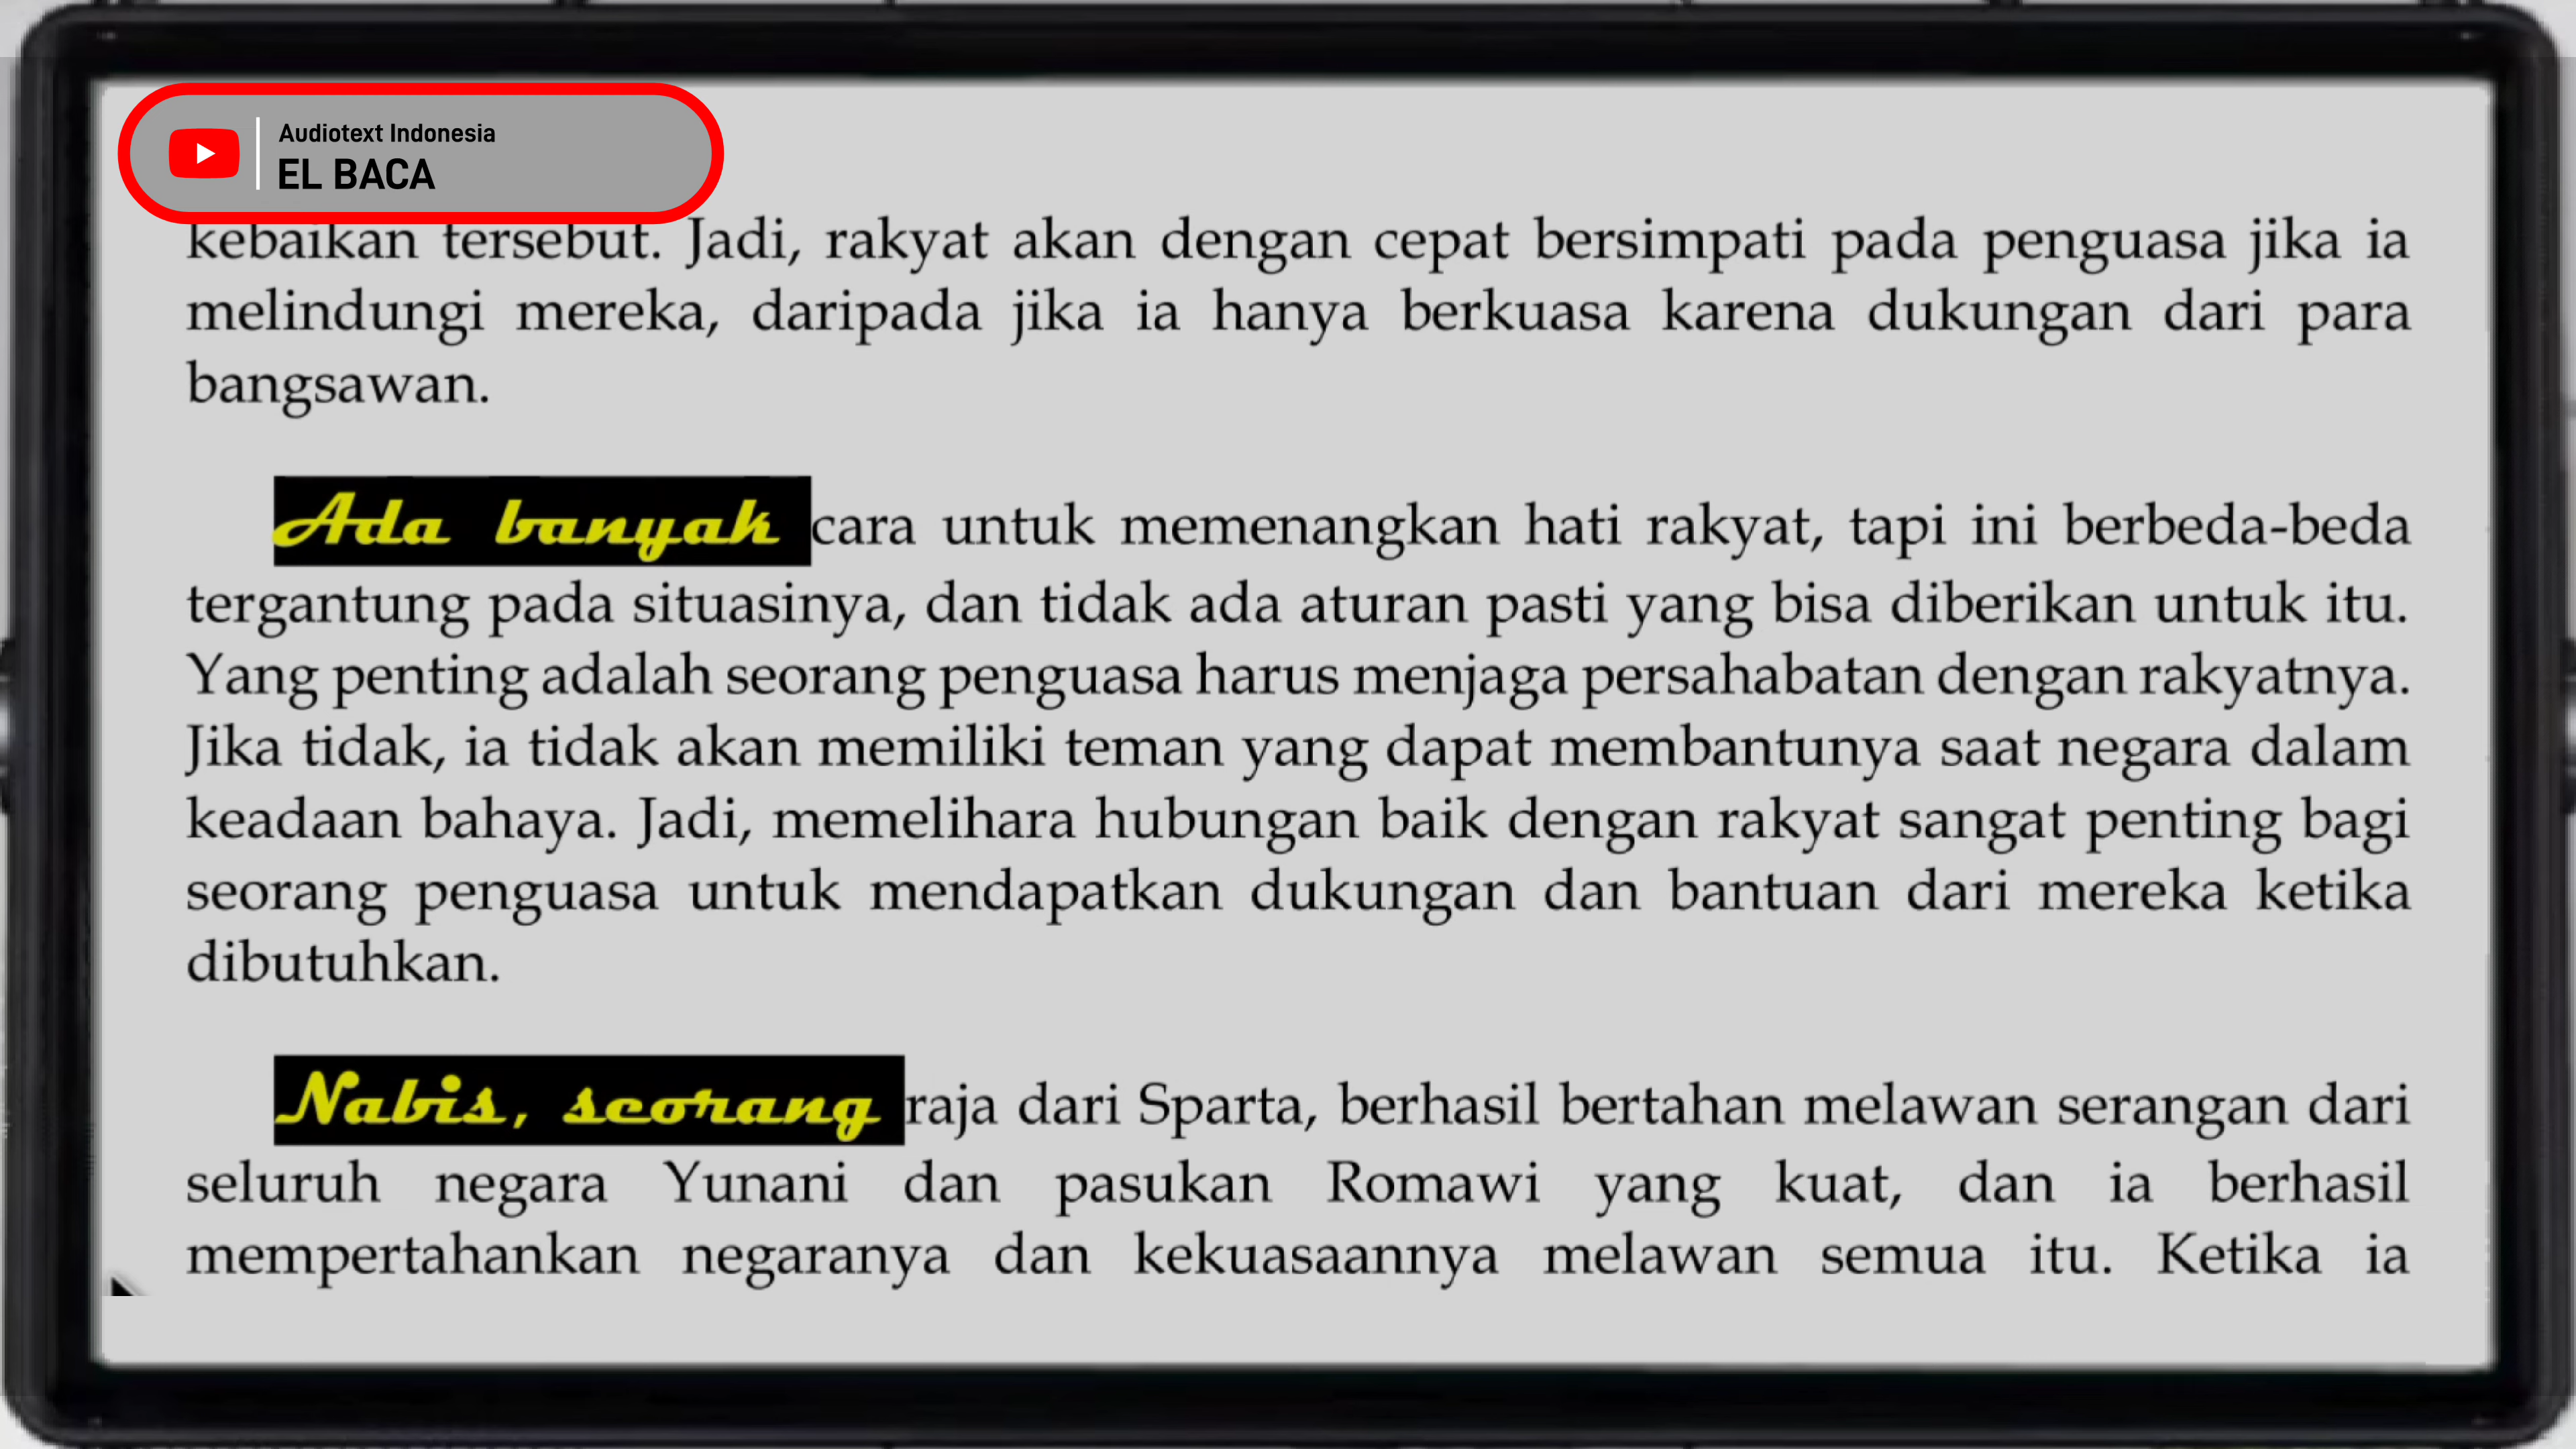 Audiotext Indonesia
EL BACA
kebaikan tersebut. Jadi, rakyat akan dengan cepat bersimpati pada penguasa jika ia
melindungi mereka, daripada jika ia hanya berkuasa karena dukungan dari para
bangsawan.
Ada banyak cara untuk memenangkan hati rakyat, tapi ini berbeda-beda
tergantung pada situasinya, dan tidak ada aturan pasti yang bisa diberikan untuk itu.
Yang penting adalah seorang penguasa harus menjaga persahabatan dengan rakyatnya.
Jika tidak, ia tidak akan memiliki teman yang dapat membantunya saat negara dalam
keadaan bahaya. Jadi, memelihara hubungan baik dengan rakyat sangat penting bagi
seorang penguasa untuk mendapatkan dukungan dan bantuan dari mereka ketika
dibutuhkan.
Nabis, seorang raja dari Sparta, berhasil bertahan melawan serangan dari
seluruh negara Yunani dan pasukan Romawi yang kuat, dan ia berhasil
mempertahankan negaranya dan kekuasaannya melawan semua itu. Ketika ia